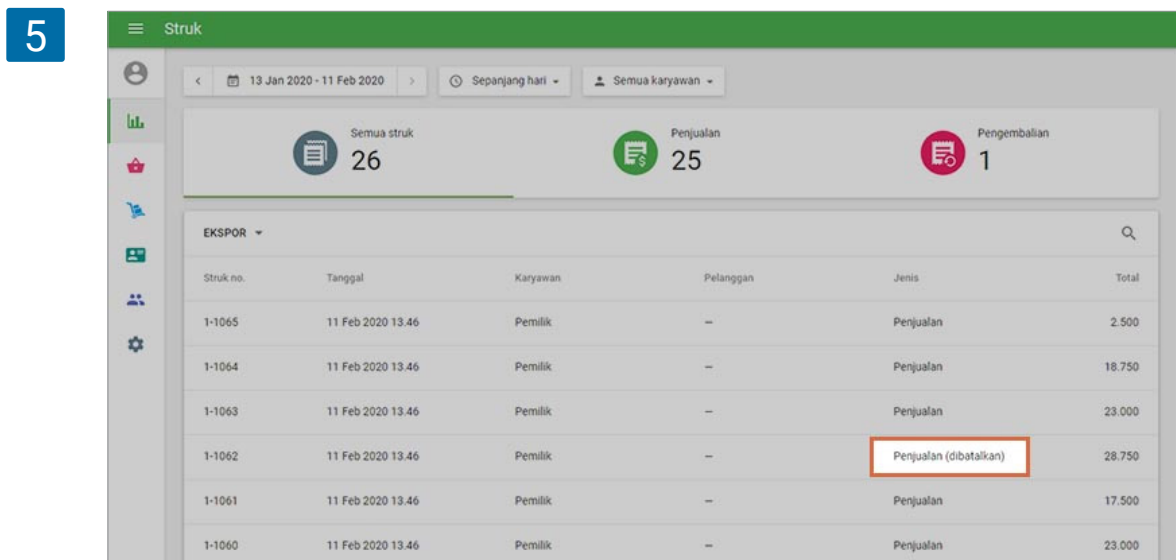 5
Struk
13 Jan 2020 - 11 Feb 2020 Sepanjang hari Semua karyawan
Semua struk Penjualan Pengembalian
26 25 1
EKSPOR
Struk no. Tanggal Karyawan Pelanggan Jenis Total
1-1065 11 Feb 2020 13.46 Pemilik — Penjualan 2.500
1-1064 11 Feb 2020 13.46 Pemilik — Penjualan 18.750
1-1063 11 Feb 2020 13.46 Pemilik — Penjualan 23.000
1-1062 11 Feb 2020 13.46 Pemilik — Penjualan (dibatalkan) 28.750
1-1061 11 Feb 2020 13.46 Pemilik — Penjualan 17.500
1-1060 11 Feb 2020 13.46 Pemilik — Penjualan 23.000